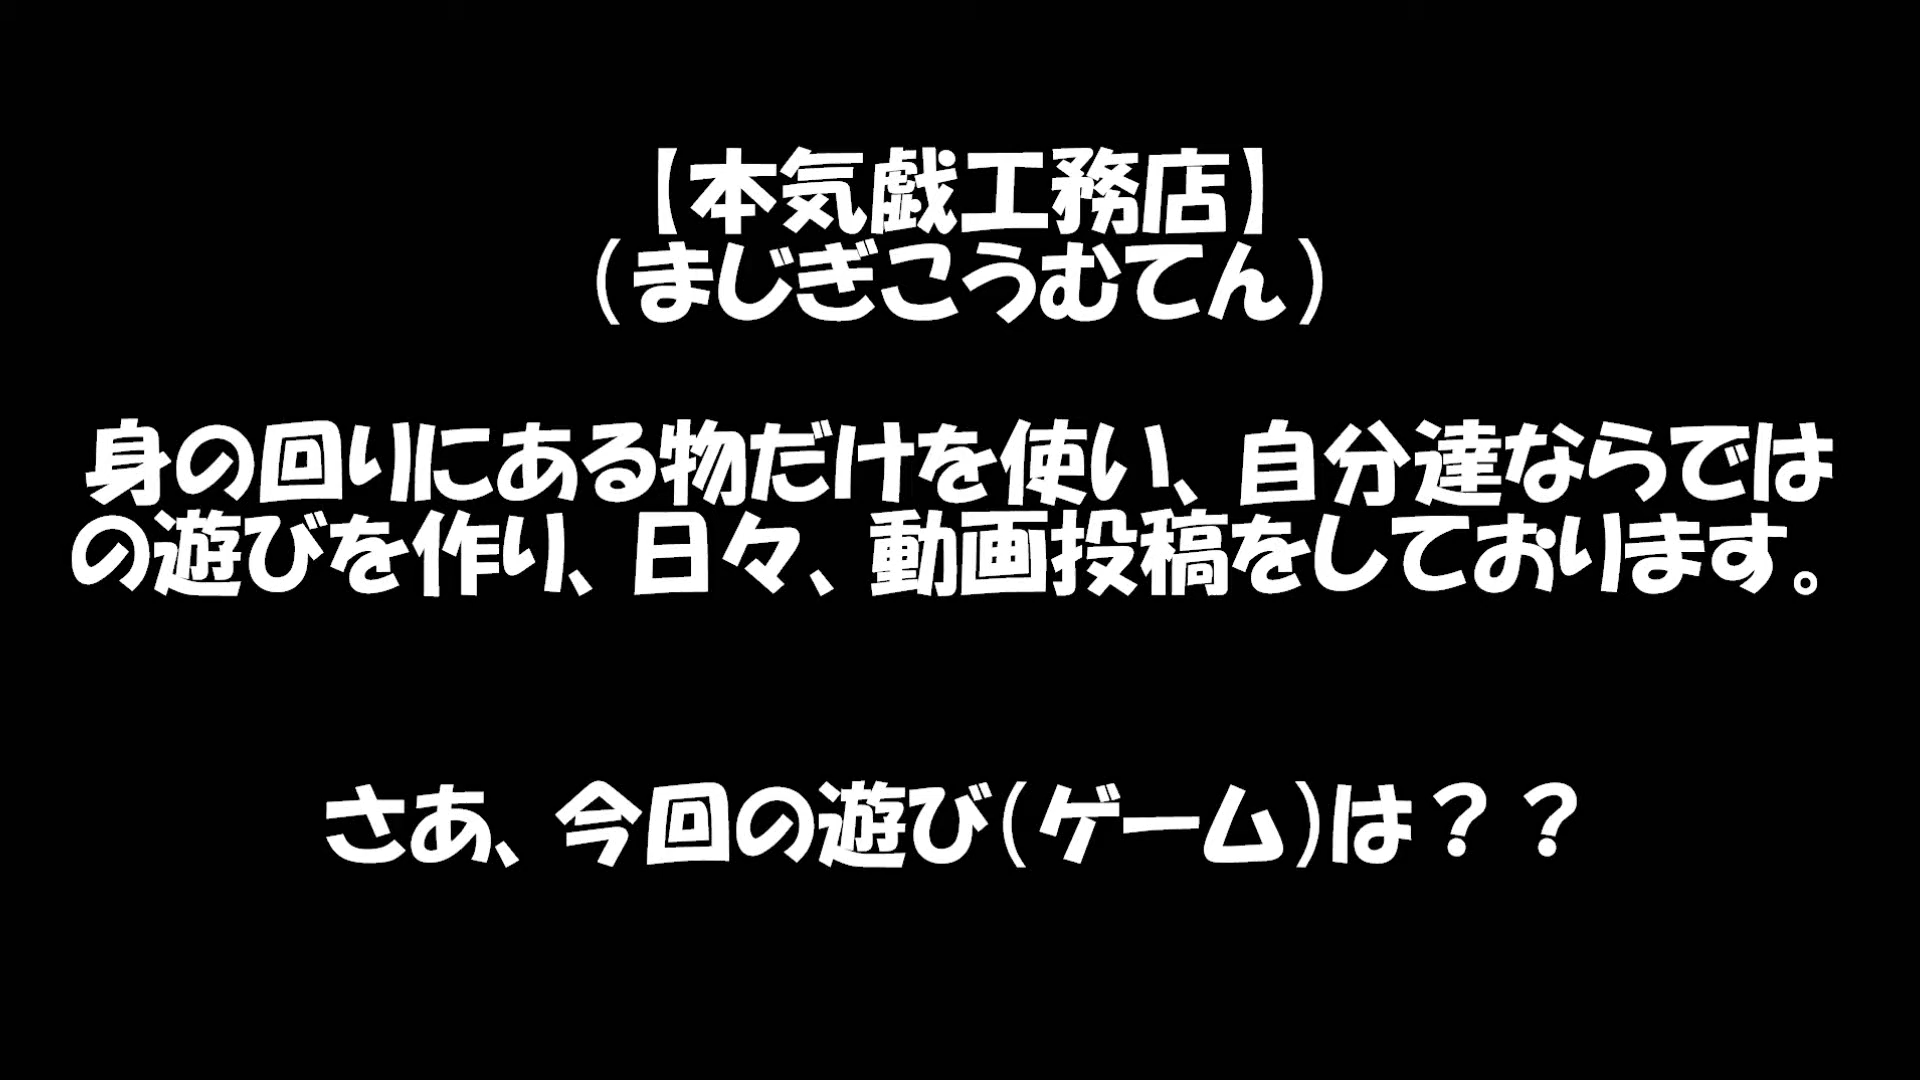 【本気戯工務店】
(まじぎこうむてん)
身の回りにある物だけを使い、自分達ならでは
の遊びを作り、日々、動画投稿をしております。
さあ、今回の遊び(ゲーム)は？？